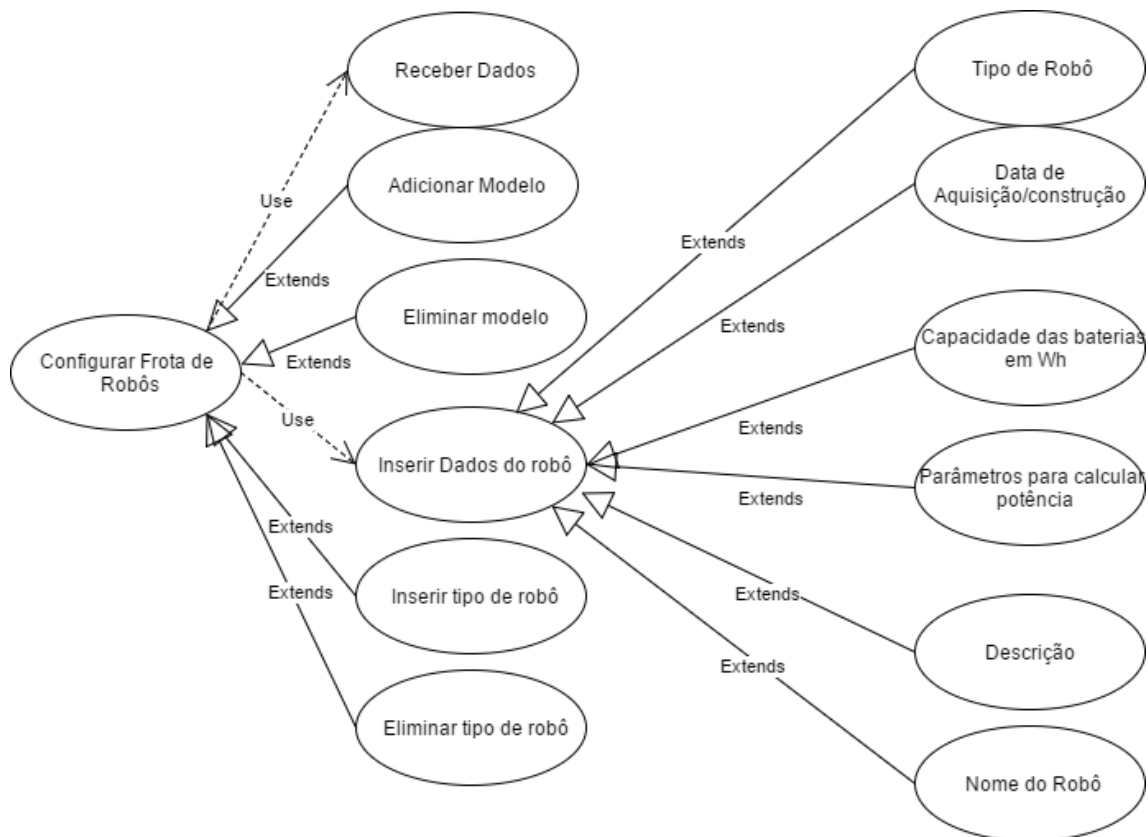 Receber Dados
Tipo de Robô
Use
Adicionar Modelo
Data de
Aquisição/construção
Extends
Extends
Eliminar modelo
Extends
Capacidade das baterias
em Wh
Configurar Frota de
Robôs
Extends
Use
Inserir Dados do robô
Extends
Parâmetros para calcular
potência
Extends
Extends
Inserir tipo de robô
Extends
Extends
Descrição
Extends
Eliminar tipo de robô
Nome do Robô